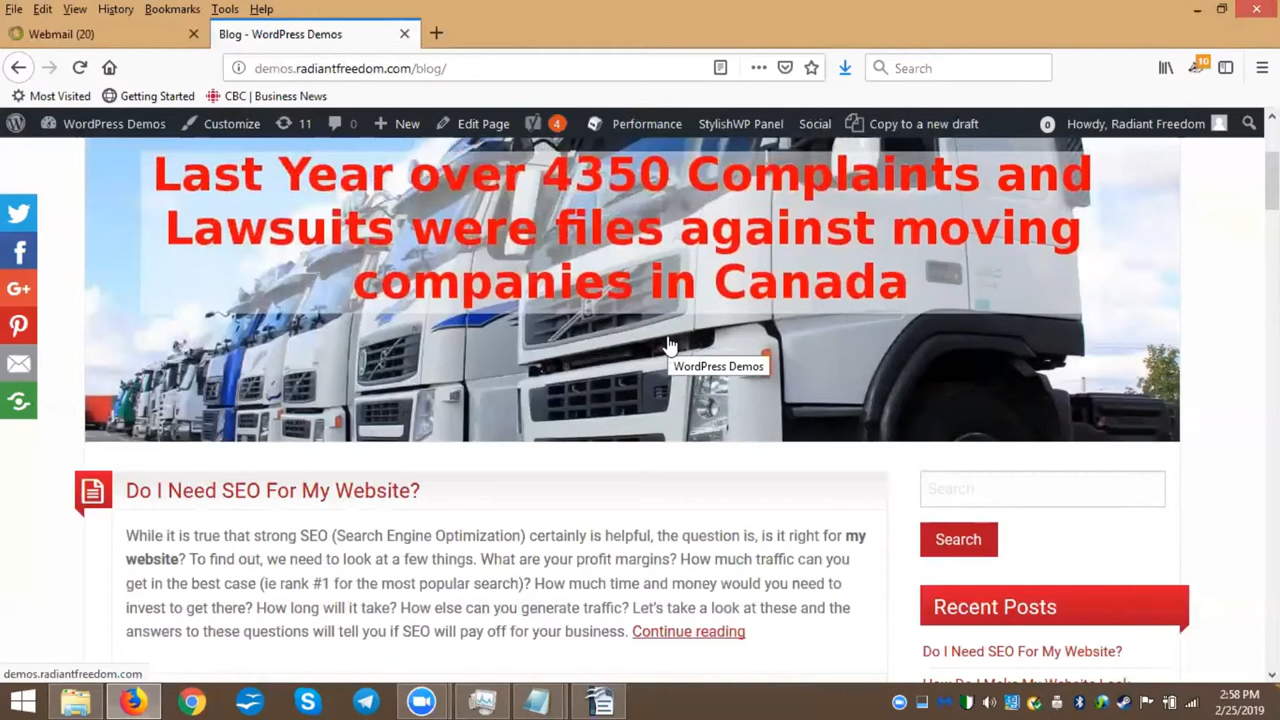 File Edit View History Bookmarks Tools Help
Webmail (20)
Blog - WordPress Demos
demos.radiantfreedom.com/blog/
Search
Most Visited Getting Started CBC | Business News
WordPress Demos Customize 11 0 New Edit Page 4 Performance StylishWP Panel Social Copy to a new draft 0 Howdy, Radiant Freedom
10
Last Year over 4350 Complaints and
Lawsuits were files against moving
companies in Canada
WordPress Demos
Do I Need SEO For My Website?
While it is true that strong SEO (Search Engine Optimization) certainly is helpful, the question is, is it right for my
website? To find out, we need to look at a few things. What are your profit margins? How much traffic can you
get in the best case (ie rank #1 for the most popular search)? How much time and money would you need to
invest to get there? How long will it take? How else can you generate traffic? Let's take a look at these and the
answers to these questions will tell you if SEO will pay off for your business. Continue reading
Search
Search
Recent Posts
Do I Need SEO For My Website?
How Do I Make My Website Look
demos.radiantfreedom.com
2:58 PM
2/25/2019